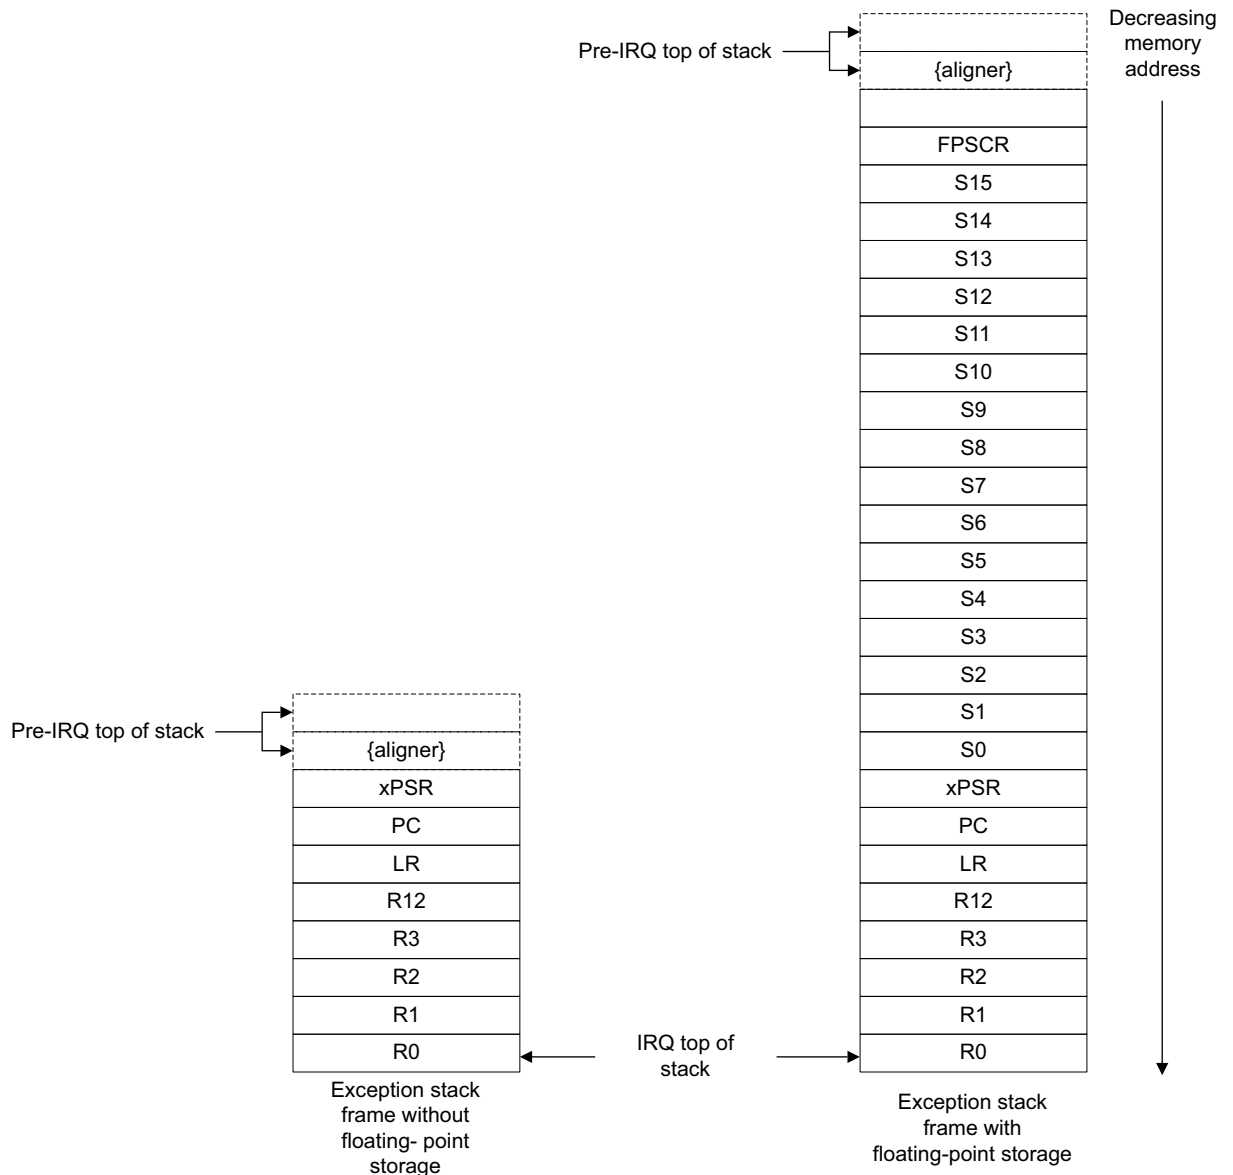 Decreasing
memory
address
Pre-IRQ top of stack
{aligner}
FPSCR
S15
S14
S13
S12
S11
S10
S9
S8
S7
S6
S5
S4
S3
S2
S1
S0
xPSR
PC
LR
R12
R3
R2
R1
R0
Exception stack
frame with
floating-point storage
Pre-IRQ top of stack
{aligner}
xPSR
PC
LR
R12
R3
R2
R1
R0
Exception stack
frame without
floating- point
storage
IRQ top of
stack